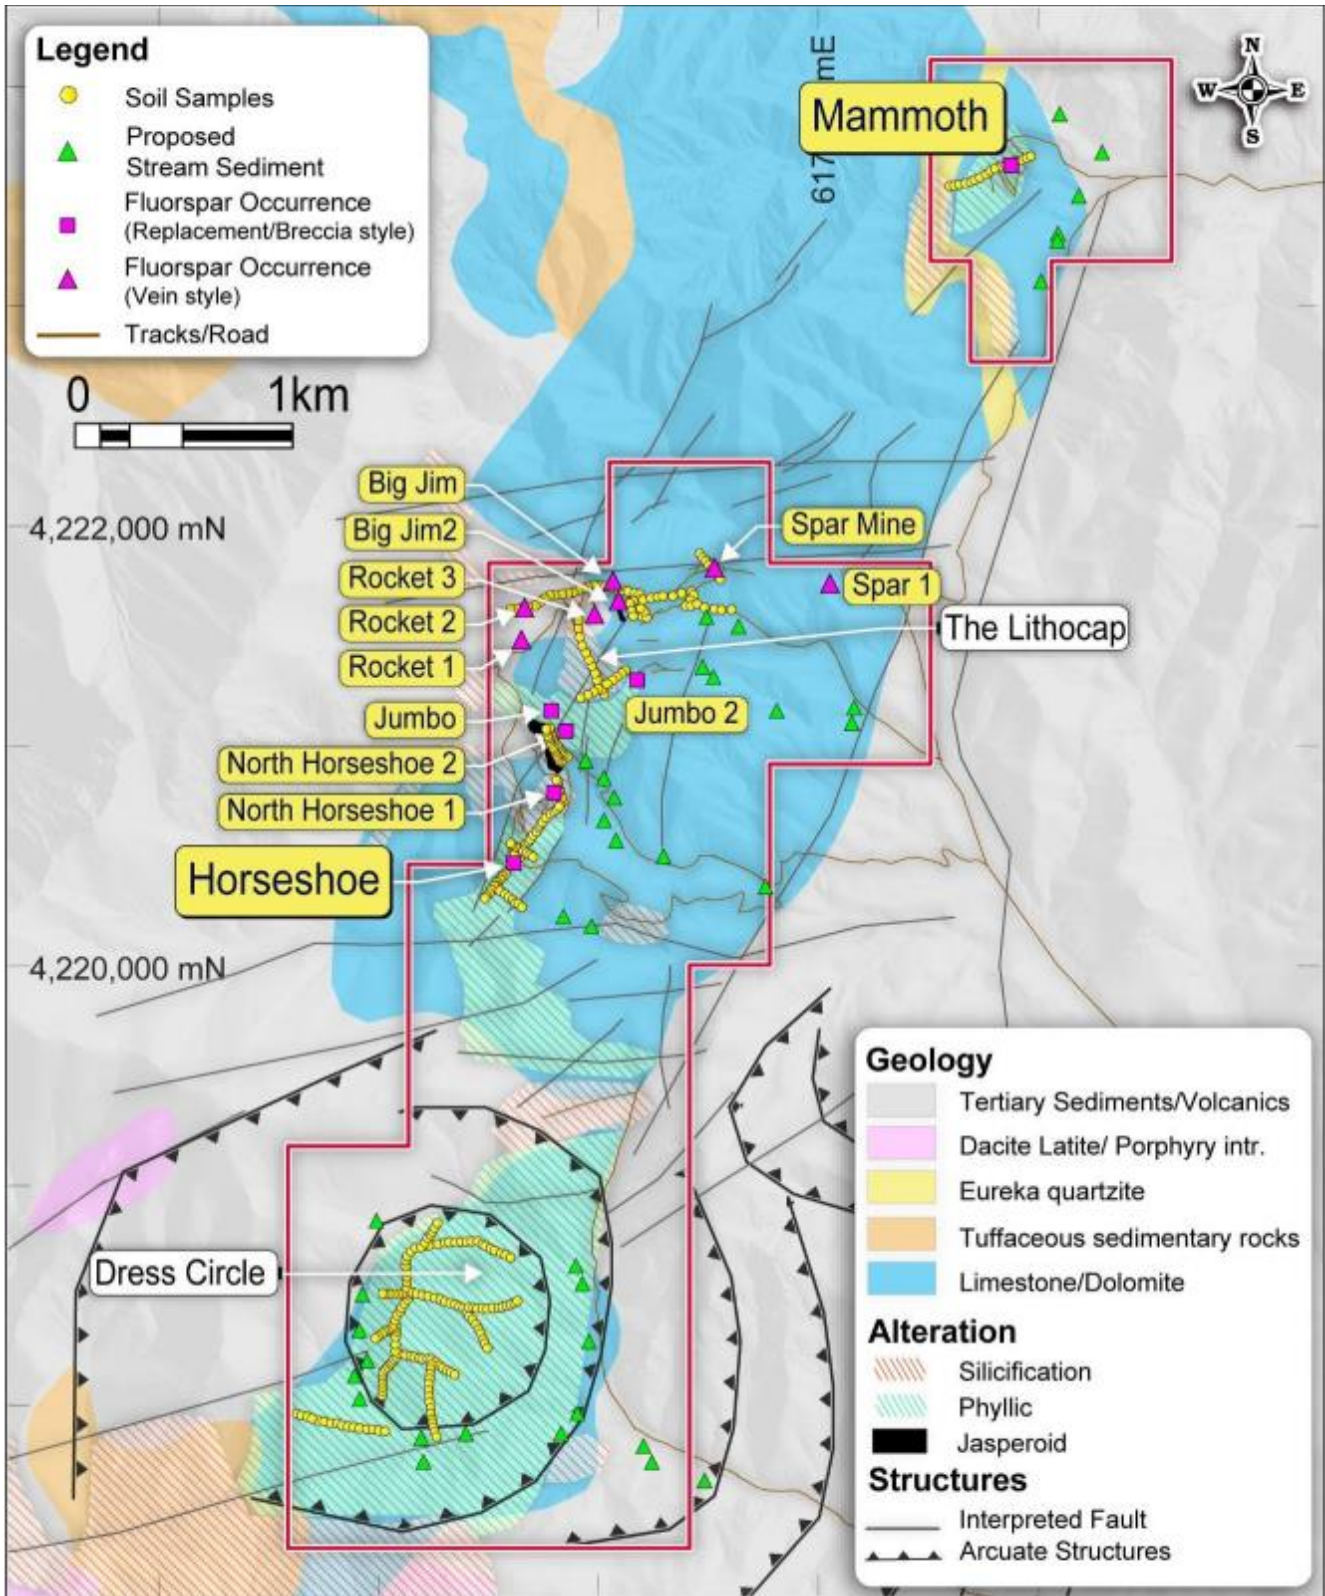 Legend
Soil Samples
Proposed
Stream Sediment
Fluorspar Occurrence
(Replacement/Breccia style)
Fluorspar Occurrence
(Vein style)
Tracks/Road
0 1km
617 mE
N
W E
S
Mammoth
4,222,000 mN
Big Jim
Big Jim2
Rocket 3
Rocket 2
Rocket 1
Jumbo
North Horseshoe 2
North Horseshoe 1
Horseshoe
Spar Mine
Spar 1
The Lithocap
Jumbo 2
4,220,000 mN
Dress Circle
Geology
Tertiary Sediments/Volcanics
Dacite Latite/ Porphyry intr.
Eureka quartzite
Tuffaceous sedimentary rocks
Limestone/Dolomite
Alteration
Silicification
Phyllic
Jasperoid
Structures
Interpreted Fault
Arcuate Structures